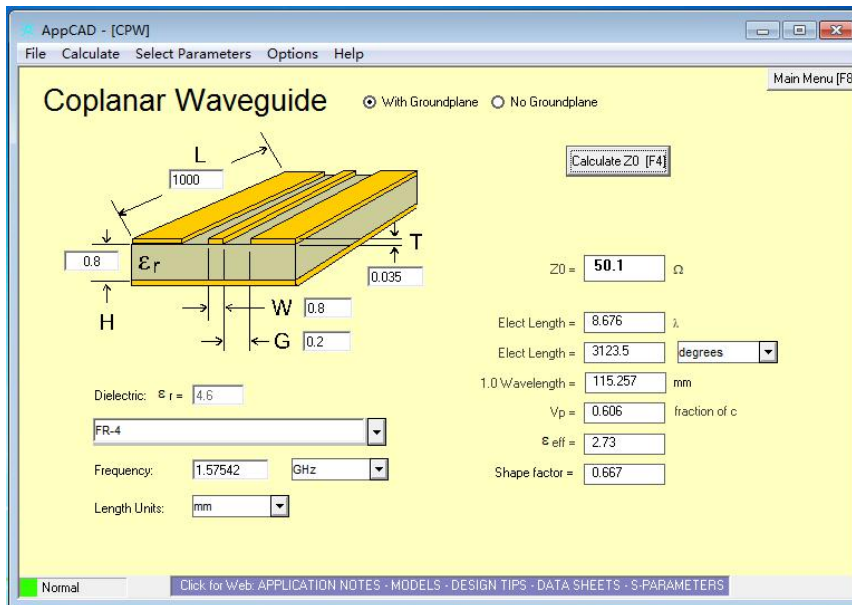 AppCAD - [CPW]
File Calculate Select Parameters Options Help
Main Menu [F8
Coplanar Waveguide
With Groundplane No Groundplane
Calculate Z0 [F4]
L
1000
0.8
εr
T
0.035
H
W 0.8
G 0.2
Z0 = 50.1 Ω
Elect Length = 8.676 λ
Elect Length = 3123.5 degrees
1.0 Wavelength = 115.257 mm
Vp = 0.606 fraction of c
ε eff = 2.73
Shape factor = 0.667
Dielectric: ε r = 4.6
FR-4
Frequency: 1.57542 GHz
Length Units: mm
Normal
Click for Web: APPLICATION NOTES - MODELS - DESIGN TIPS - DATA SHEETS - S-PARAMETERS